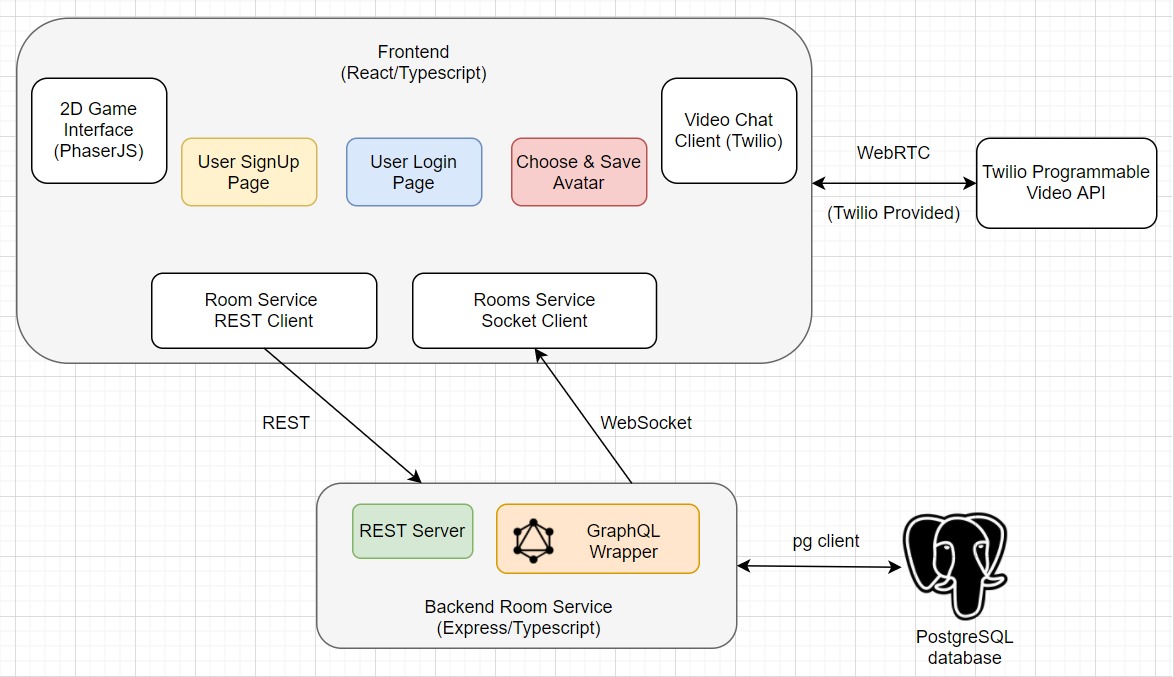 Frontend
(React/Typescript)
2D Game
Interface
(PhaserJS)
User SignUp
Page
User Login
Page
Choose & Save
Avatar
Video Chat
Client (Twilio)
WebRTC
(Twilio Provided)
Twilio Programmable
Video API
Room Service
REST Client
Rooms Service
Socket Client
REST
WebSocket
REST Server
GraphQL
Wrapper
Backend Room Service
(Express/Typescript)
pg client
PostgreSQL
database